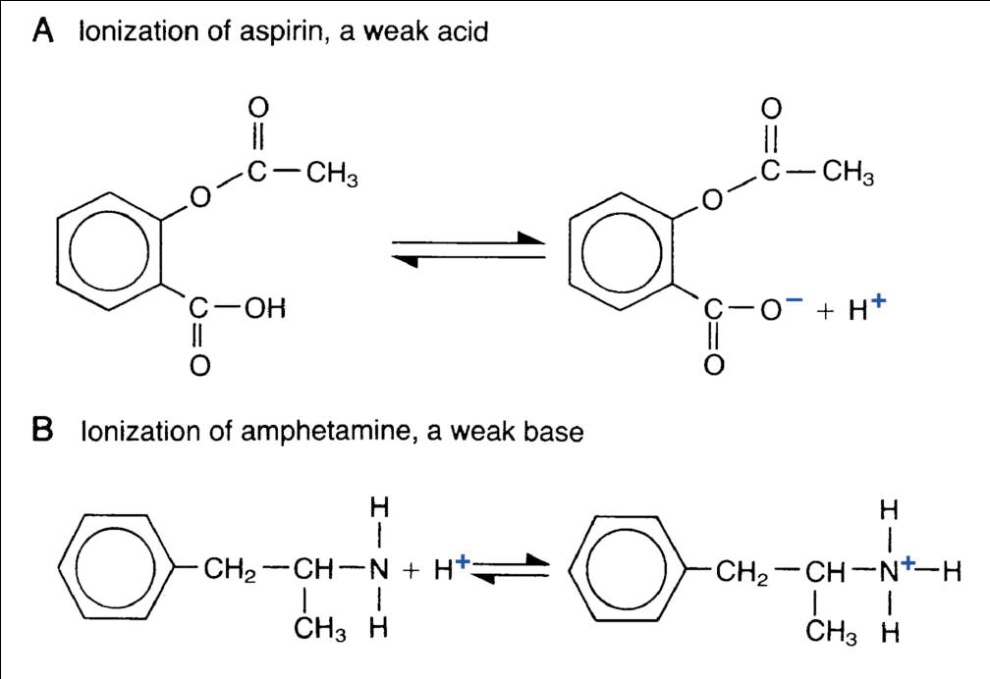 A Ionization of aspirin, a weak acid
O O
C—CH₃ C—CH₃
O O
C—OH C—O⁻ + H⁺
O O
B Ionization of amphetamine, a weak base
H H
CH₂—CH—N + H⁺ CH₂—CH—N⁺—H
CH₃ H CH₃ H